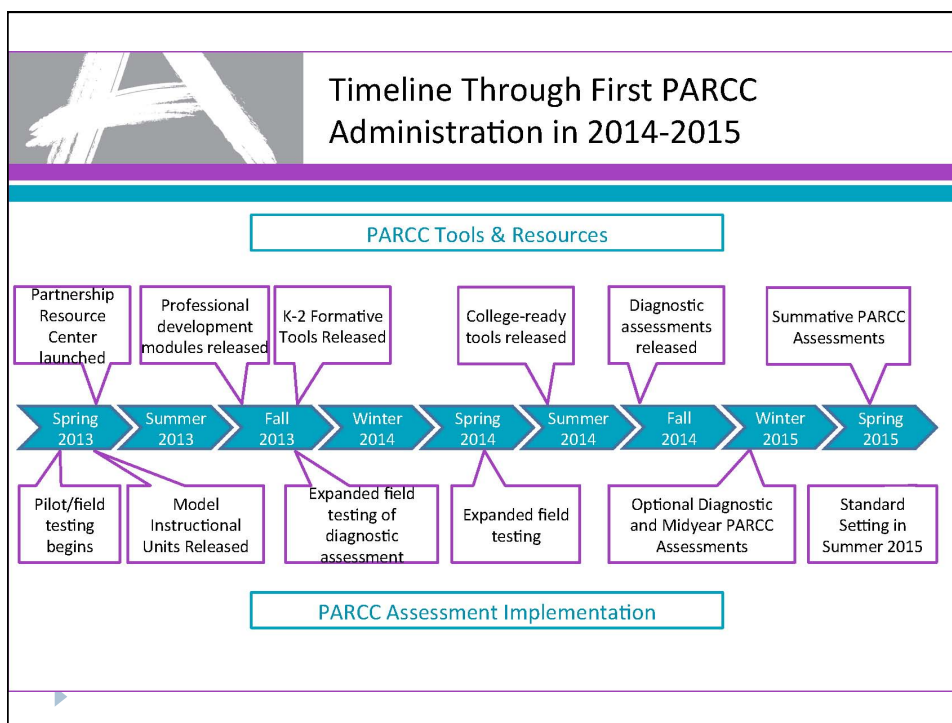 Timeline Through First PARCC
Administration in 2014-2015
PARCC Tools & Resources
Partnership
Resource
Center
launched
Professional
development
modules released
K-2 Formative
Tools Released
College-ready
tools released
Diagnostic
assessments
released
Summative PARCC
Assessments
Spring
2013
Summer
2013
Fall
2013
Winter
2014
Spring
2014
Summer
2014
Fall
2014
Winter
2015
Spring
2015
Pilot/field
testing
begins
Model
Instructional
Units Released
Expanded field
testing of
diagnostic
assessment
Expanded field
testing
Optional Diagnostic
and Midyear PARCC
Assessments
Standard
Setting in
Summer 2015
PARCC Assessment Implementation